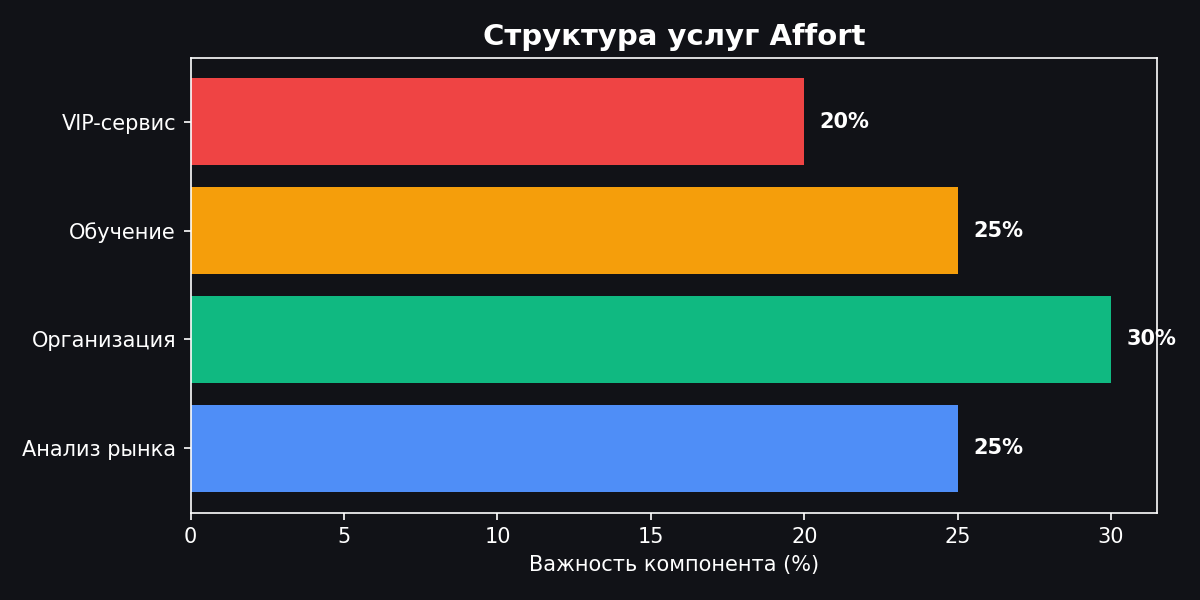 Структура услуг Affort
VIP-сервис
20%
Обучение
25%
Организация
30%
Анализ рынка
25%
0 5 10 15 20 25 30
Важность компонента (%)